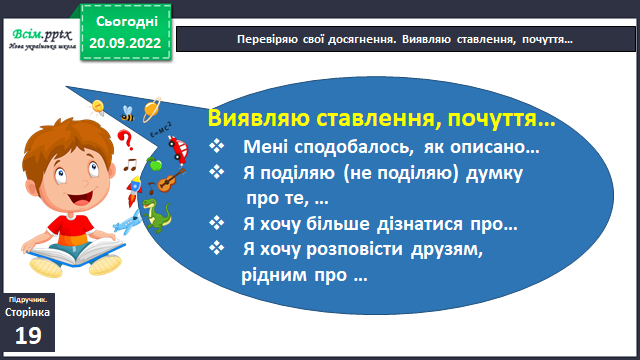 Всім.pptx
Нова українська школа
Сьогодні
20.09.2022
Перевіряю свої досягнення. Виявляю ставлення, почуття…
E=MC²
Виявляю ставлення, почуття…
❖ Мені сподобалось, як описано…
❖ Я поділяю (не поділяю) думку
про те, …
❖ Я хочу більше дізнатися про…
❖ Я хочу розповісти друзям,
рідним про …
Підручник.
Сторінка
19